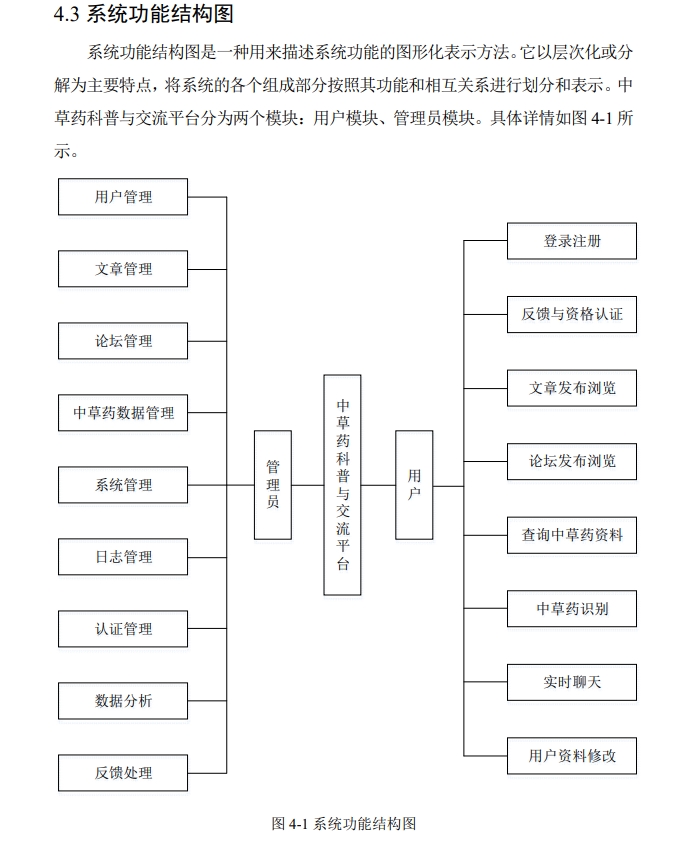 4.3 系统功能结构图
系统功能结构图是一种用来描述系统功能的图形化表示方法。它以层次化或分
解为主要特点，将系统的各个组成部分按照其功能和相互关系进行划分和表示。中
草药科普与交流平台分为两个模块：用户模块、管理员模块。具体详情如图 4-1 所
示。
用户管理
文章管理
论坛管理
中草药数据管理
系统管理
日志管理
认证管理
数据分析
反馈处理
管理员
中草药科普与交流平台
用户
登录注册
反馈与资格认证
文章发布浏览
论坛发布浏览
查询中草药资料
中草药识别
实时聊天
用户资料修改
图 4-1 系统功能结构图